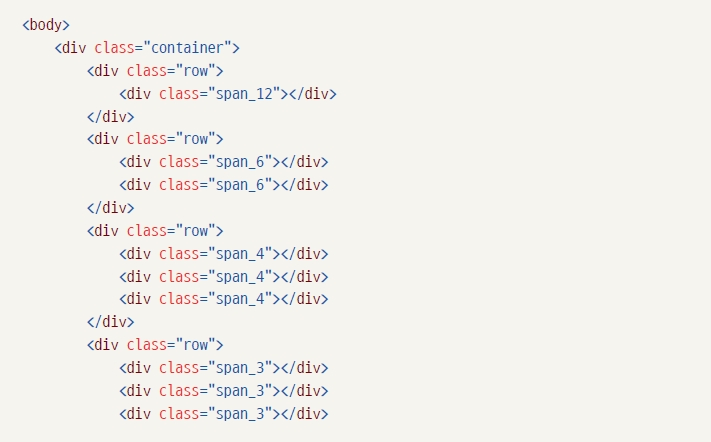 <body>
<div class="container">
<div class="row">
<div class="span_12"></div>
</div>
<div class="row">
<div class="span_6"></div>
<div class="span_6"></div>
</div>
<div class="row">
<div class="span_4"></div>
<div class="span_4"></div>
<div class="span_4"></div>
</div>
<div class="row">
<div class="span_3"></div>
<div class="span_3"></div>
<div class="span_3"></div>